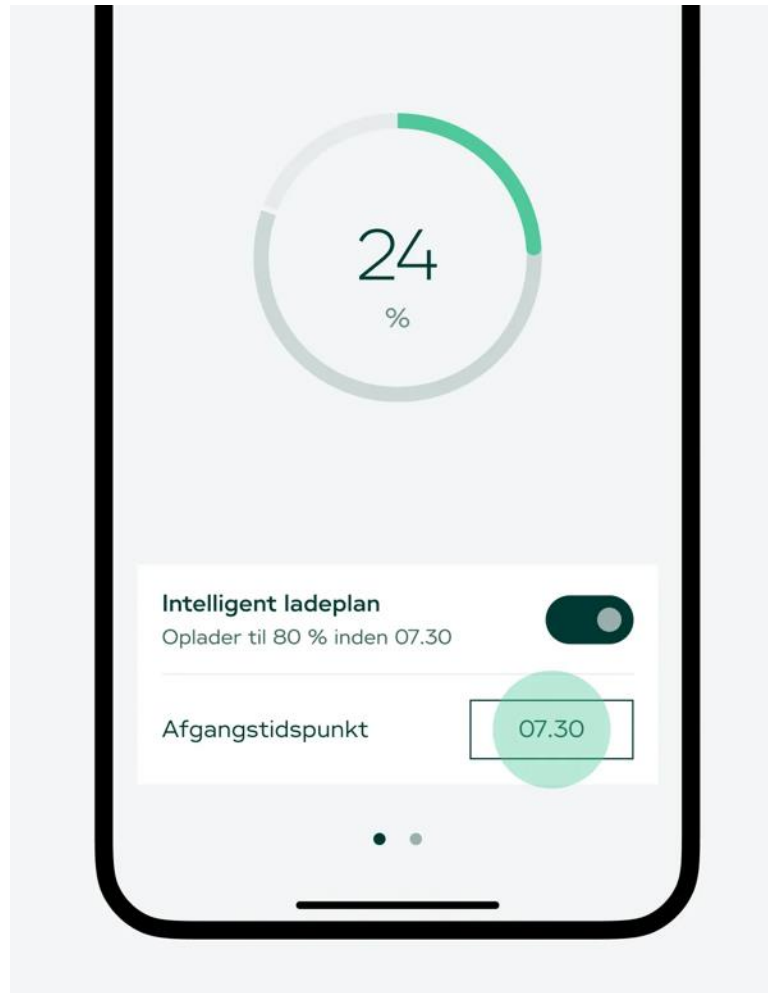 24
%
Intelligent ladeplan
Oplader til 80 % inden 07.30
Afgangstidspunkt 07.30